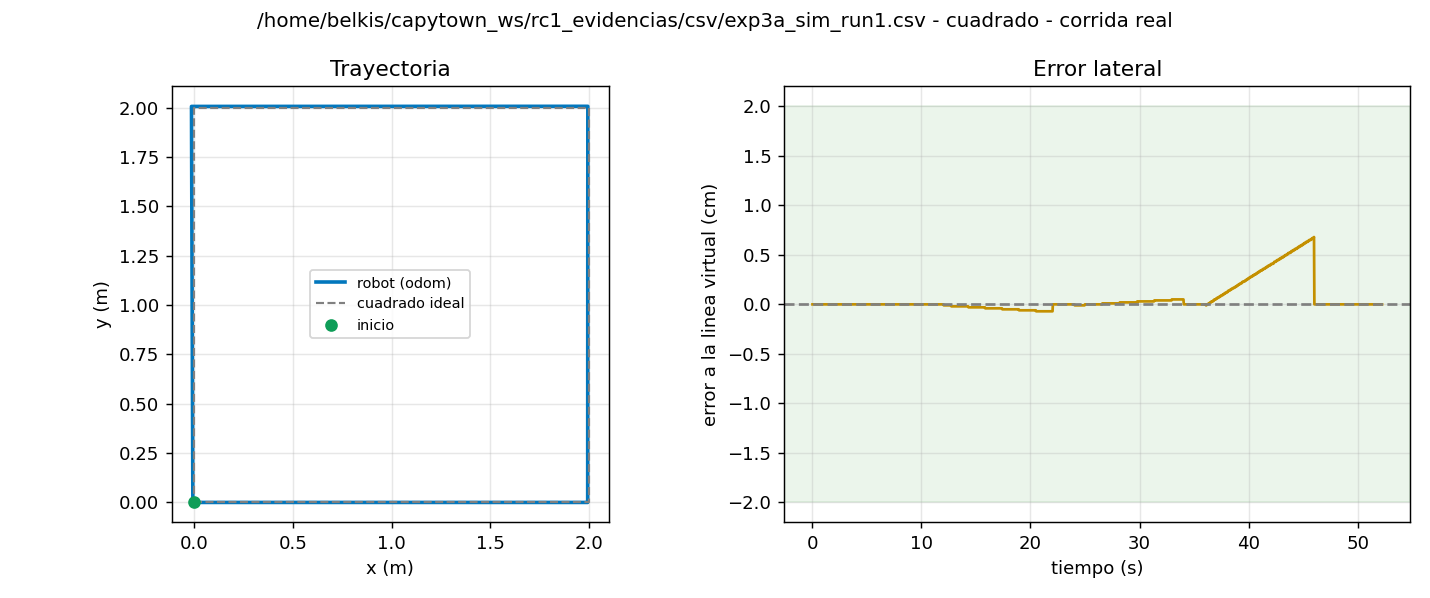 /home/belkis/capytown_ws/rc1_evidencias/csv/exp3a_sim_run1.csv - cuadrado - corrida real
Trayectoria
y (m)
2.00
1.75
1.50
1.25
1.00
0.75
0.50
0.25
0.00
robot (odom)
cuadrado ideal
inicio
0.0 0.5 1.0 1.5 2.0
x (m)
Error lateral
error a la linea virtual (cm)
2.0
1.5
1.0
0.5
0.0
−0.5
−1.0
−1.5
−2.0
0 10 20 30 40 50
tiempo (s)